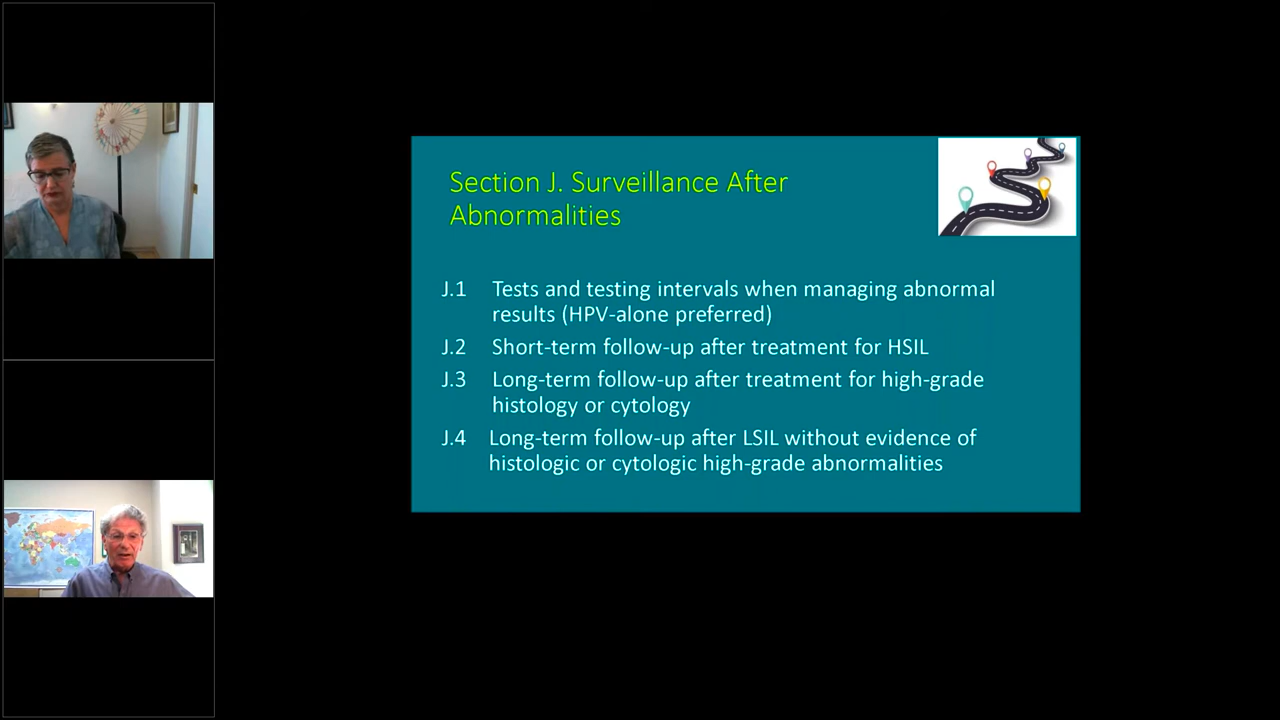 Section J. Surveillance After
Abnormalities
J.1 Tests and testing intervals when managing abnormal
results (HPV-alone preferred)
J.2 Short-term follow-up after treatment for HSIL
J.3 Long-term follow-up after treatment for high-grade
histology or cytology
J.4 Long-term follow-up after LSIL without evidence of
histologic or cytologic high-grade abnormalities